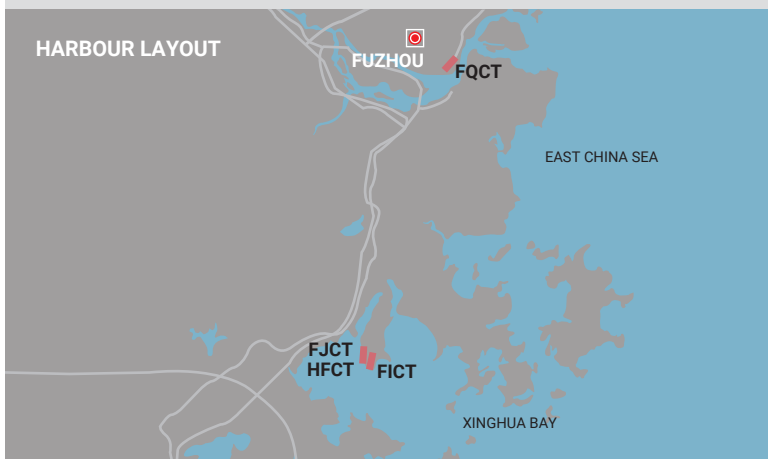 HARBOUR LAYOUT
FUZHOU
FQCT
EAST CHINA SEA
FJCT
HFCT
FICT
XINGHUA BAY